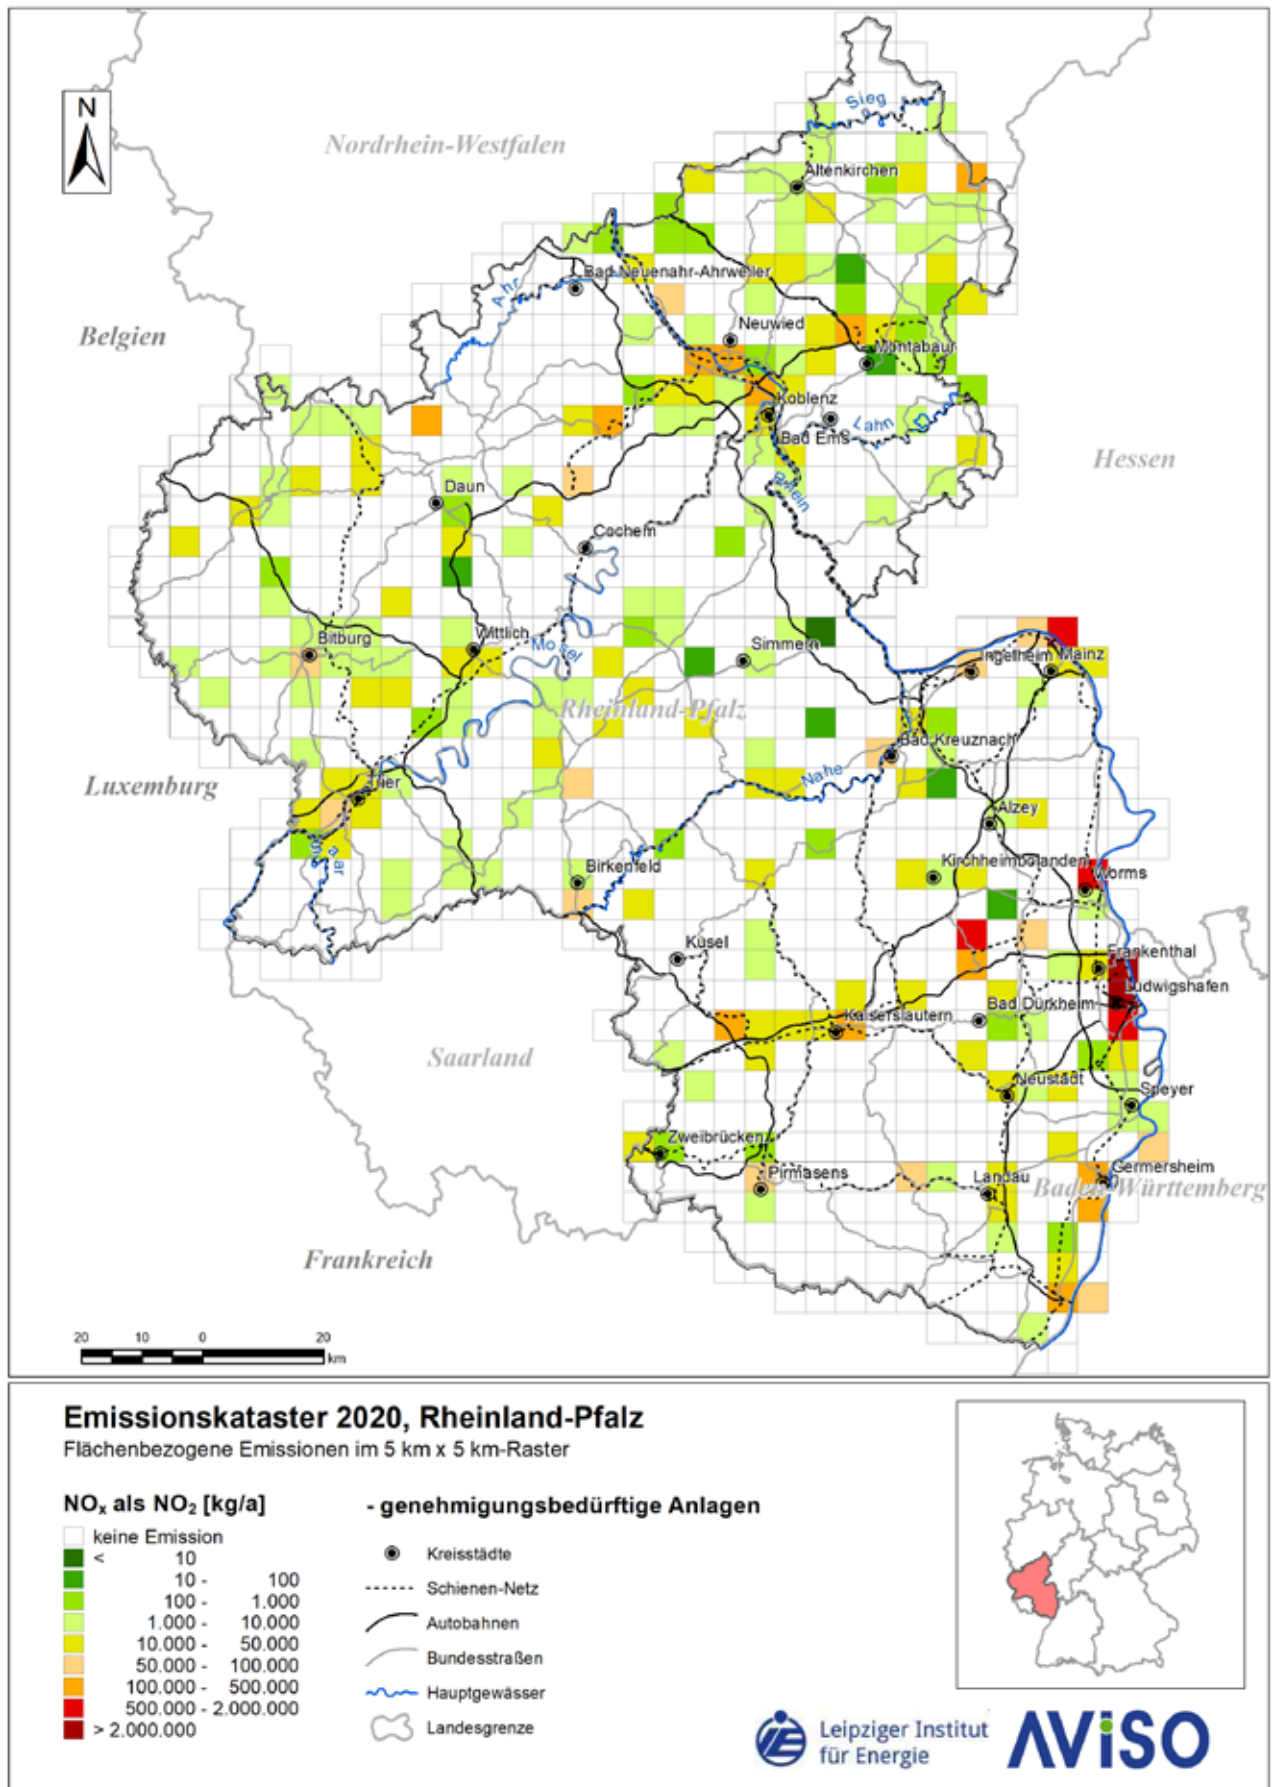 N
Sieg
Nordrhein-Westfalen
Altenkirchen
Bad Neuenahr-Ahrweiler
Ahr
Belgien
Neuwied
Montabaur
Koblenz
Lahn
Bad Ems
Hessen
Rhein
Daun
Cochem
Bitburg
Wittlich
Mosel
Simmern
Ingelheim
Mainz
Rheinland-Pfalz
Bad Kreuznach
Nahe
Luxemburg
Trier
Alzey
Saar
Birkenfeld
Kirchheimbolanden
Worms
Kusel
Frankenthal
Ludwigshafen
Bad Dürkheim
Kaiserslautern
Saarland
Neustadt
Speyer
Zweibrücken
Pirmasens
Landau
Germersheim
Baden-Württemberg
Frankreich
20 10 0 20
km
Emissionskataster 2020, Rheinland-Pfalz
Flächenbezogene Emissionen im 5 km x 5 km-Raster
NOx als NO2 [kg/a]
keine Emission
< 10
10 - 100
100 - 1.000
1.000 - 10.000
10.000 - 50.000
50.000 - 100.000
100.000 - 500.000
500.000 - 2.000.000
> 2.000.000
- genehmigungsbedürftige Anlagen
Kreisstädte
Schienen-Netz
Autobahnen
Bundesstraßen
Hauptgewässer
Landesgrenze
Leipziger Institut
für Energie
AViSO